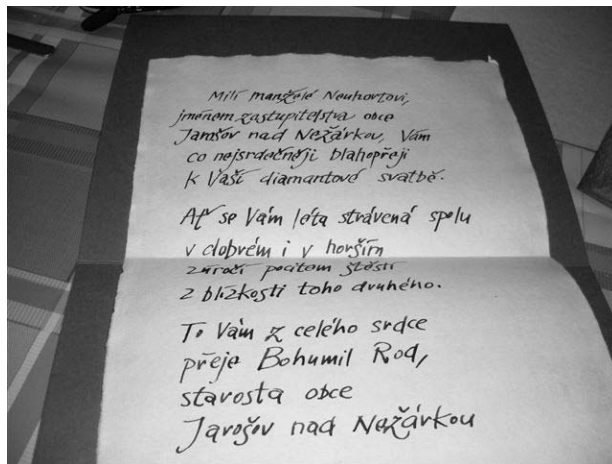 Milí manželé Neuhortovi,
jménem zastupitelstva obce
Jarošov nad Nežárkou, Vám
co nejsrdečněji blahopřeji
k Vaší diamantové svatbě.
Ať se Vám léta strávená spolu
v dobrém i v horším
zúročí pocitem štěstí
z blízkosti toho druhého.
To Vám z celého srdce
přeje Bohumil Rod,
starosta obce
Jarošov nad Nežárkou